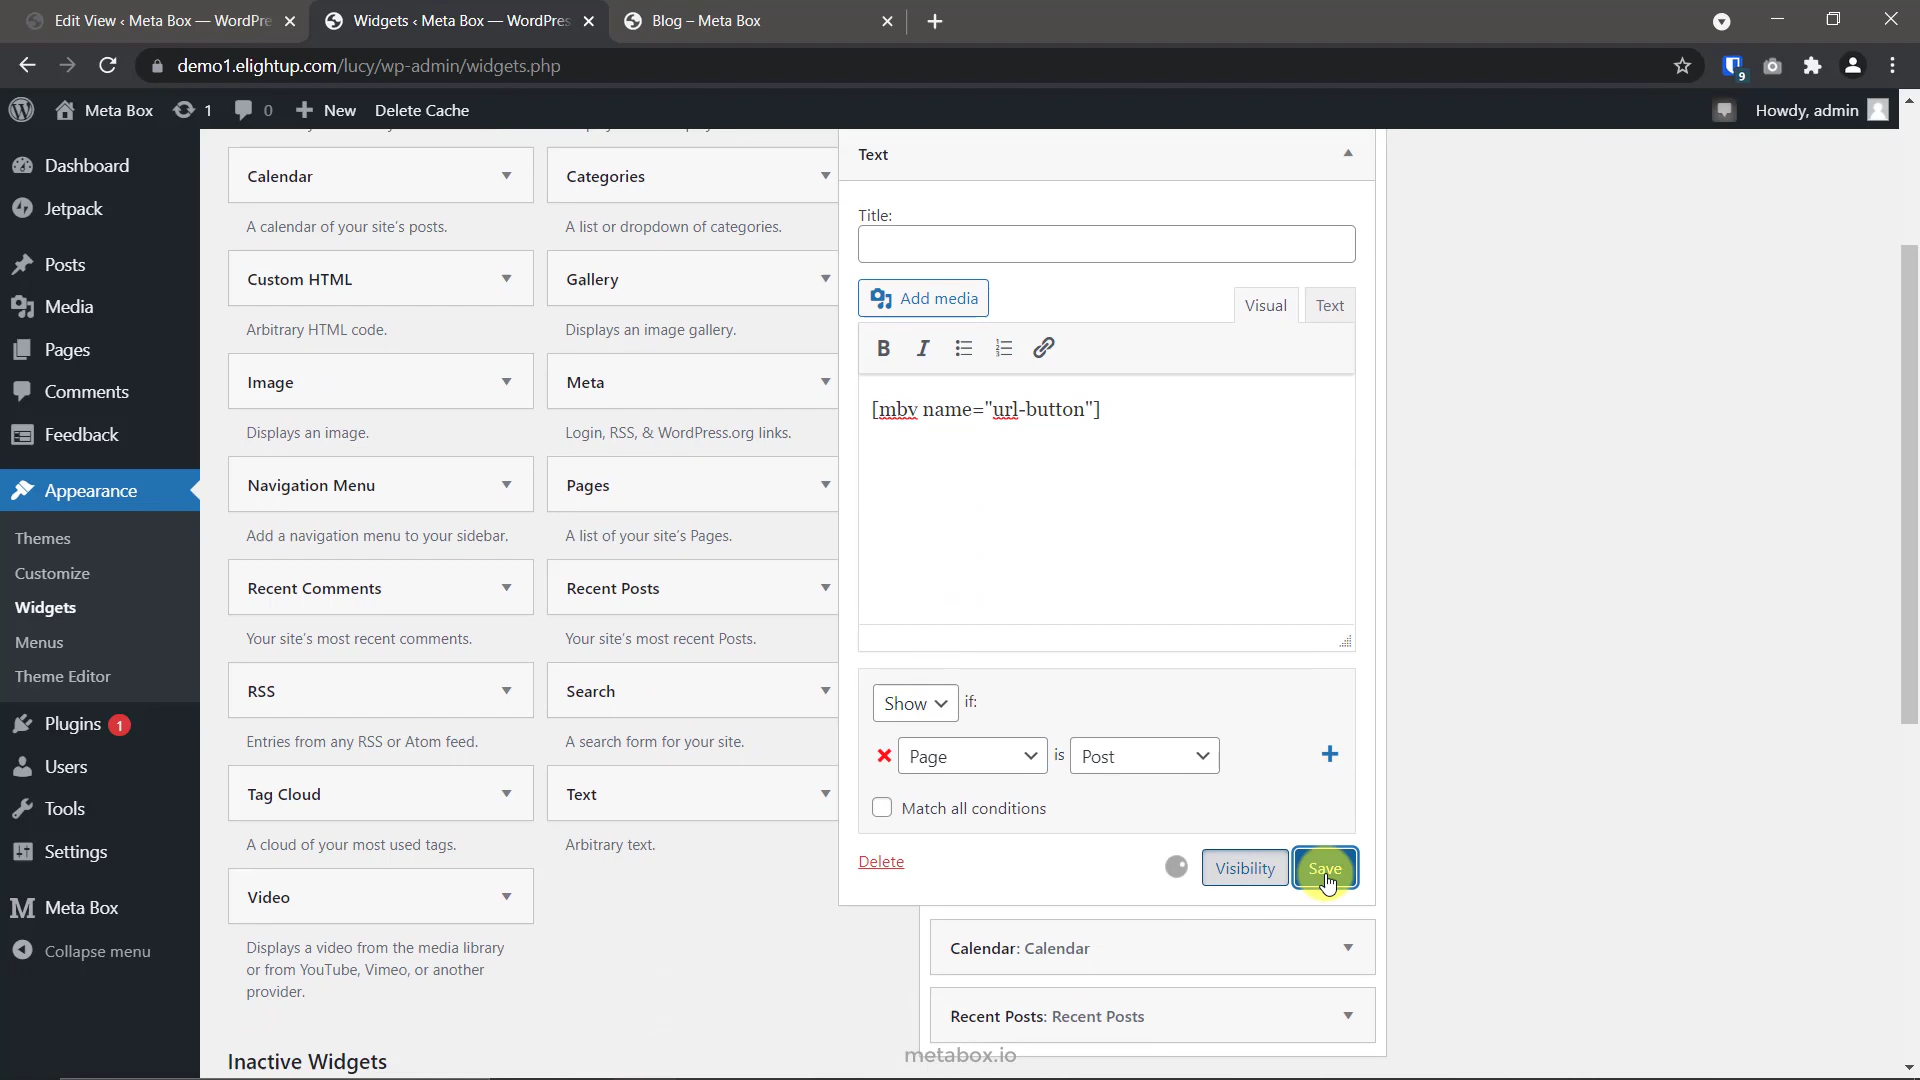 Edit View ‹ Meta Box — WordPre
Widgets ‹ Meta Box — WordPres
Blog – Meta Box
demo1.elightup.com/lucy/wp-admin/widgets.php
9
Meta Box
1
0
New
Delete Cache
Howdy, admin
Dashboard
Jetpack
Posts
Media
Pages
Comments
Feedback
Appearance
Themes
Customize
Widgets
Menus
Theme Editor
Plugins 1
Users
Tools
Settings
Meta Box
Collapse menu
Calendar
A calendar of your site's posts.
Custom HTML
Arbitrary HTML code.
Image
Displays an image.
Navigation Menu
Add a navigation menu to your sidebar.
Recent Comments
Your site's most recent comments.
RSS
Entries from any RSS or Atom feed.
Tag Cloud
A cloud of your most used tags.
Video
Displays a video from the media library
or from YouTube, Vimeo, or another
provider.
Categories
A list or dropdown of categories.
Gallery
Displays an image gallery.
Meta
Login, RSS, & WordPress.org links.
Pages
A list of your site's Pages.
Recent Posts
Your site's most recent Posts.
Search
A search form for your site.
Text
Arbitrary text.
Inactive Widgets
Text
Title:
Add media
Visual
Text
B I
[mbv name="url-button"]
Show if:
Page is Post
Match all conditions
Delete
Visibility
Save
Calendar: Calendar
Recent Posts: Recent Posts
metabox.io